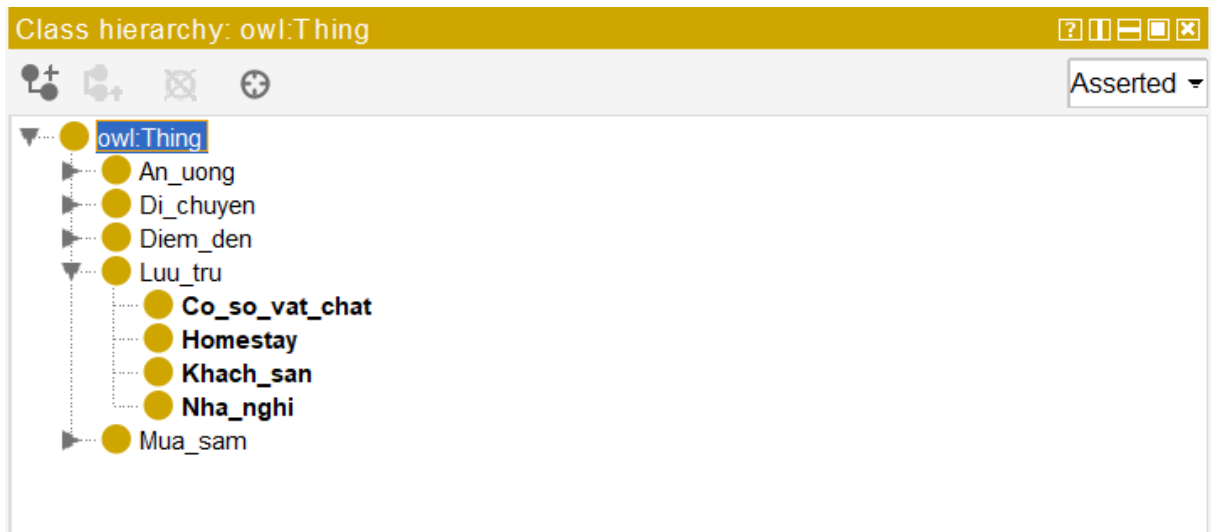 Class hierarchy: owl:Thing
Asserted
owl:Thing
An_uong
Di_chuyen
Diem_den
Luu_tru
Co_so_vat_chat
Homestay
Khach_san
Nha_nghi
Mua_sam